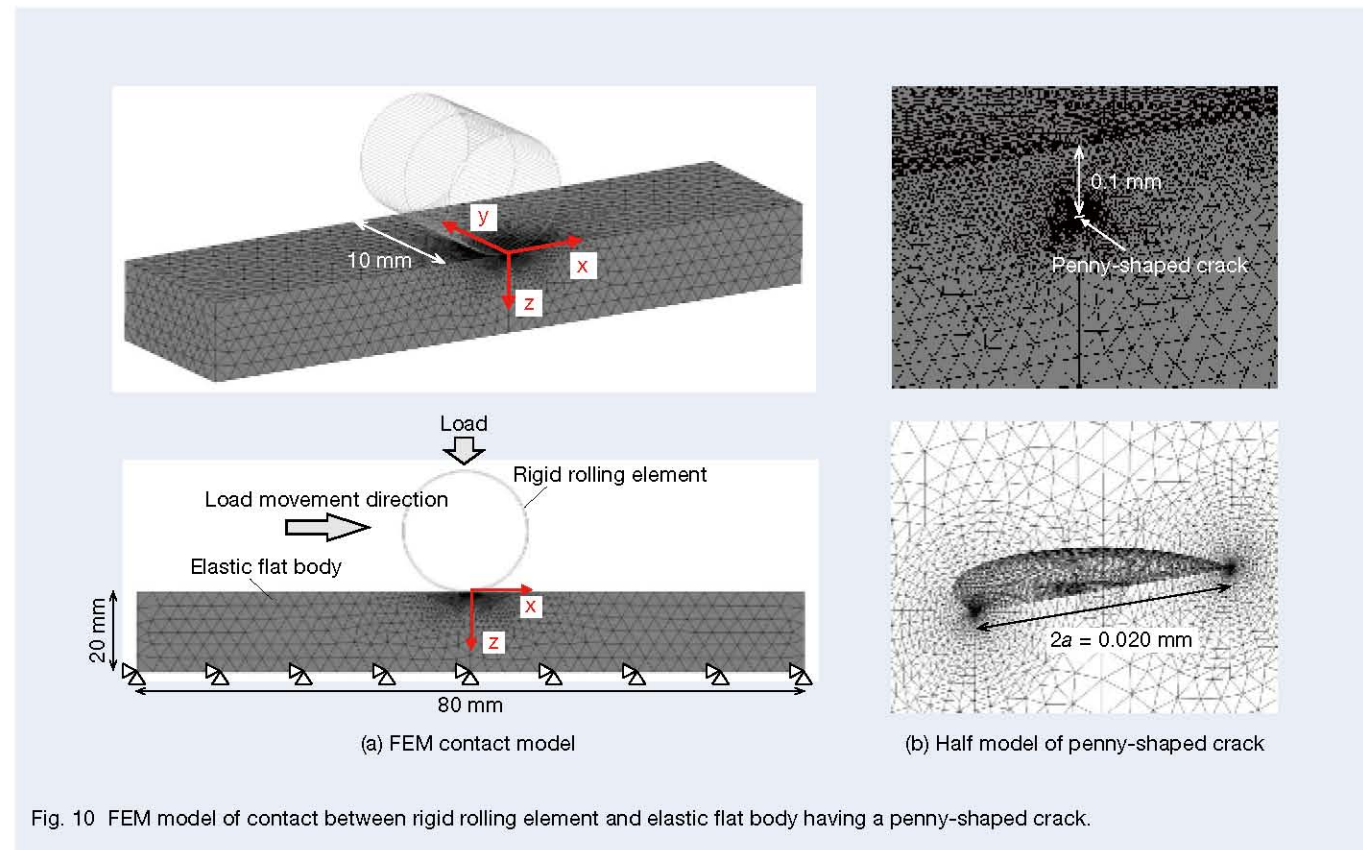 y
10 mm
x
z
0.1 mm
Penny-shaped crack
Load
Rigid rolling element
Load movement direction
Elastic flat body
20 mm
x
z
80 mm
2a = 0.020 mm
(a) FEM contact model
(b) Half model of penny-shaped crack
Fig. 10 FEM model of contact between rigid rolling element and elastic flat body having a penny-shaped crack.